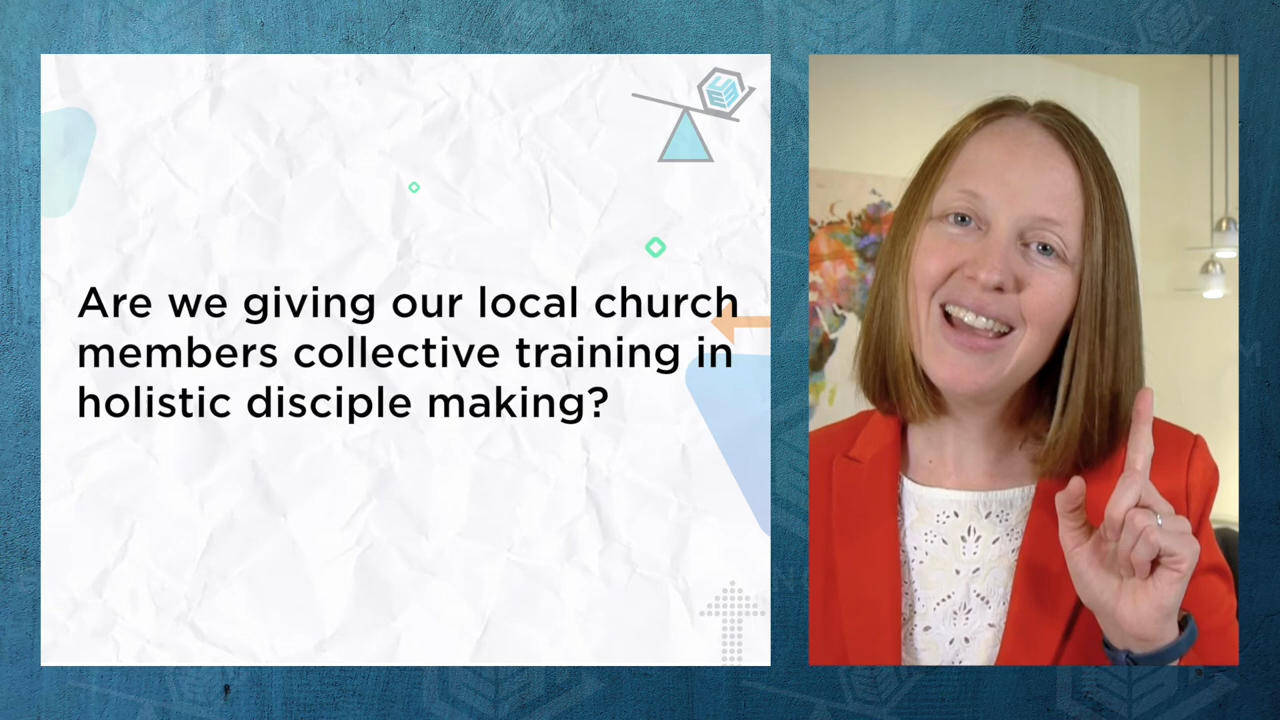 Are we giving our local church
members collective training in
holistic disciple making?